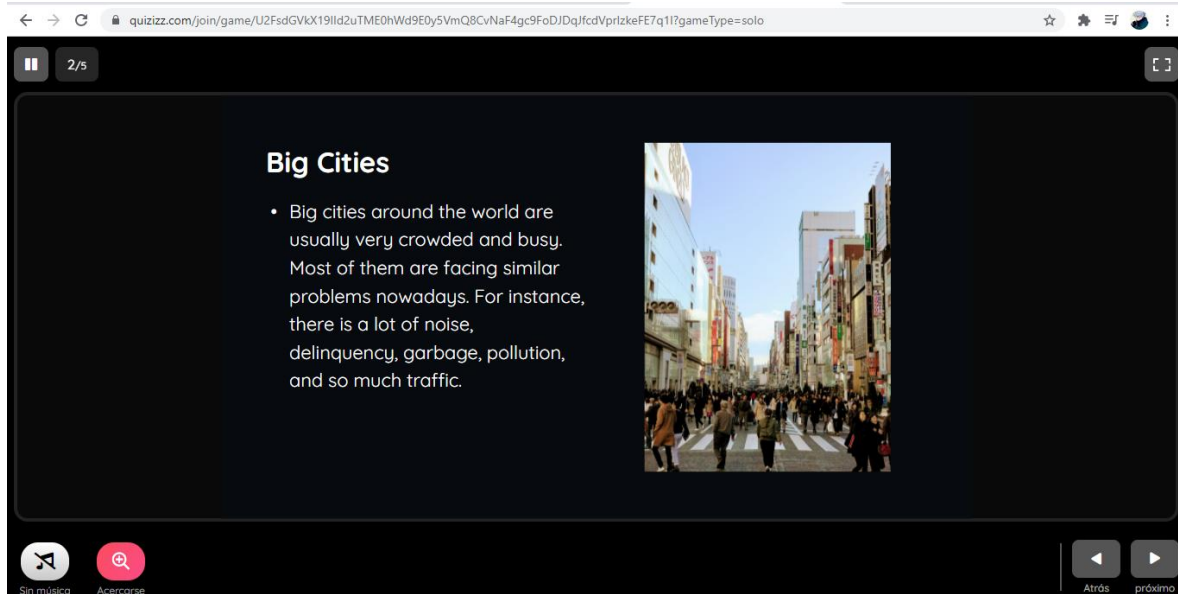 quizizz.com/join/game/U2FsdGVkX19lId2uTME0hWd9E0y5VmQ8CvNaF4gc9FoDJDqJfcdVprIzkeFE7q1I?gameType=solo
2/5
Big Cities
• Big cities around the world are
usually very crowded and busy.
Most of them are facing similar
problems nowadays. For instance,
there is a lot of noise,
delinquency, garbage, pollution,
and so much traffic.
Sin música
Acercarse
Atrás
próximo